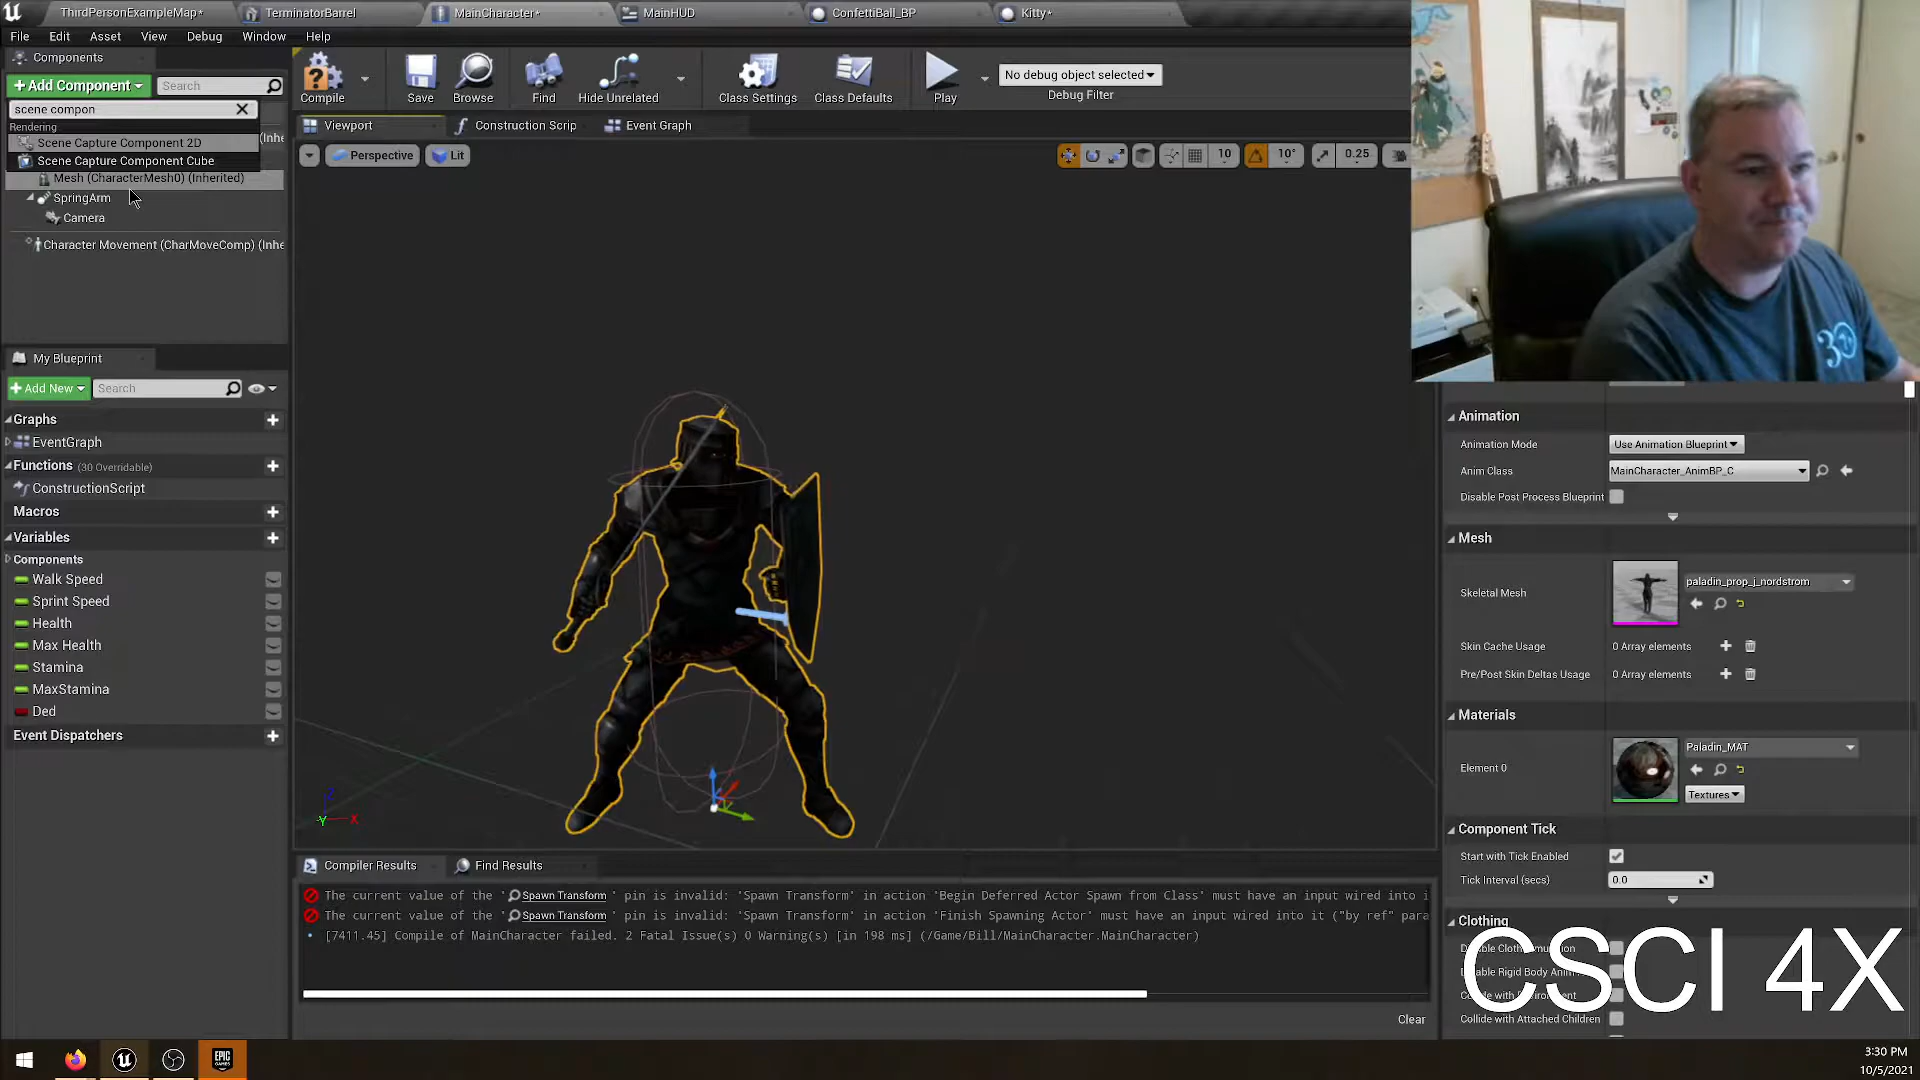 ThirdPersonExampleMap*
TerminatorBarrel
MainCharacter*
MainHUD
ConfettiBall_BP
Kitty*
File
Edit
Asset
View
Debug
Window
Help
Components
+Add Component
Search
scene compon
Rendering
Scene Capture Component 2D
(Inhe
Scene Capture Component Cube
Mesh (CharacterMesh0) (Inherited)
SpringArm
Camera
Character Movement (CharMoveComp) (Inhe
My Blueprint
+Add New
Search
Graphs
EventGraph
Functions (30 Overridable)
ConstructionScript
Macros
Variables
Components
Walk Speed
Sprint Speed
Health
Max Health
Stamina
MaxStamina
Ded
Event Dispatchers
Compile
Save
Browse
Find
Hide Unrelated
Class Settings
Class Defaults
Play
No debug object selected
Debug Filter
Viewport
Construction Scrip
Event Graph
Perspective
Lit
10
10°
0.25
Z
Y
X
Compiler Results
Find Results
The current value of the ' Spawn Transform ' pin is invalid: 'Spawn Transform' in action 'Begin Deferred Actor Spawn from Class' must have an input wired into i
The current value of the ' Spawn Transform ' pin is invalid: 'Spawn Transform' in action 'Finish Spawning Actor' must have an input wired into it ("by ref" para
• [7411.45] Compile of MainCharacter failed. 2 Fatal Issue(s) 0 Warning(s) [in 198 ms] (/Game/Bill/MainCharacter.MainCharacter)
Clear
Animation
Animation Mode
Use Animation Blueprint
Anim Class
MainCharacter_AnimBP_C
Disable Post Process Blueprint
Mesh
Skeletal Mesh
paladin_prop_j_nordstrom
Skin Cache Usage
0 Array elements
Pre/Post Skin Deltas Usage
0 Array elements
Materials
Element 0
Paladin_MAT
Textures
Component Tick
Start with Tick Enabled
Tick Interval (secs)
0.0
Clothing
Collide with Attached Children
CSCI 4X
EPIC
GAMES
3:30 PM
10/5/2021